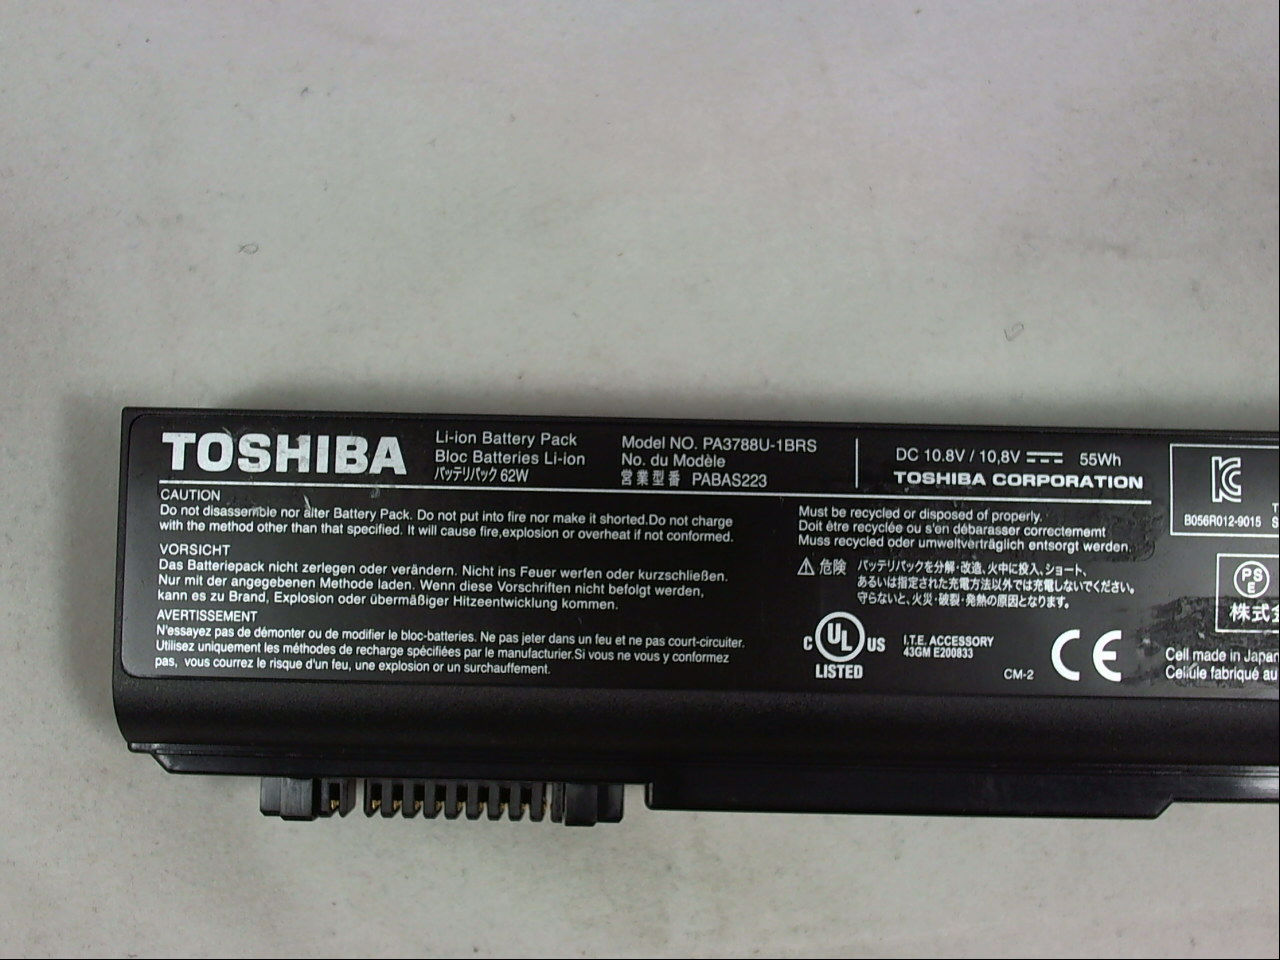 TOSHIBA
Li-ion Battery Pack
Bloc Batteries Li-ion
バッテリパック 62W
Model NO. PA3788U-1BRS
No. du Modèle
営業型番 PABAS223
DC 10.8V / 10,8V 55Wh
TOSHIBA CORPORATION
CAUTION
Do not disassemble nor alter Battery Pack. Do not put into fire nor make it shorted.Do not charge
with the method other than that specified. It will cause fire,explosion or overheat if not conformed.
VORSICHT
Das Batteriepack nicht zerlegen oder verändern. Nicht ins Feuer werfen oder kurzschließen.
Nur mit der angegebenen Methode laden. Wenn diese Vorschriften nicht befolgt werden,
kann es zu Brand, Explosion oder übermäßiger Hitzeentwicklung kommen.
AVERTISSEMENT
N'essayez pas de démonter ou de modifier le bloc-batteries. Ne pas jeter dans un feu et ne pas court-circuiter.
Utilisez uniquement les méthodes de recharge spécifiées par le manufacturier.Si vous ne vous y conformez
pas, vous courrez le risque d'un feu, une explosion or un surchauffement.
Must be recycled or disposed of properly.
Doit être recyclée ou s'en débarasser correctememt
Muss recycled oder umweltverträglich entsorgt werden.
危険 バッテリパックを分解・改造、火中に投入、ショート、
あるいは指定された充電方法以外では充電しないでください。
守らないと、火災・破裂・発熱の原因となります。
C UL US
LISTED
I.T.E. ACCESSORY
43GM E200833
CM-2
CE
KC
B056R012-9015
PS
E
株式
Cell made in Japan
Cellule fabriqué au